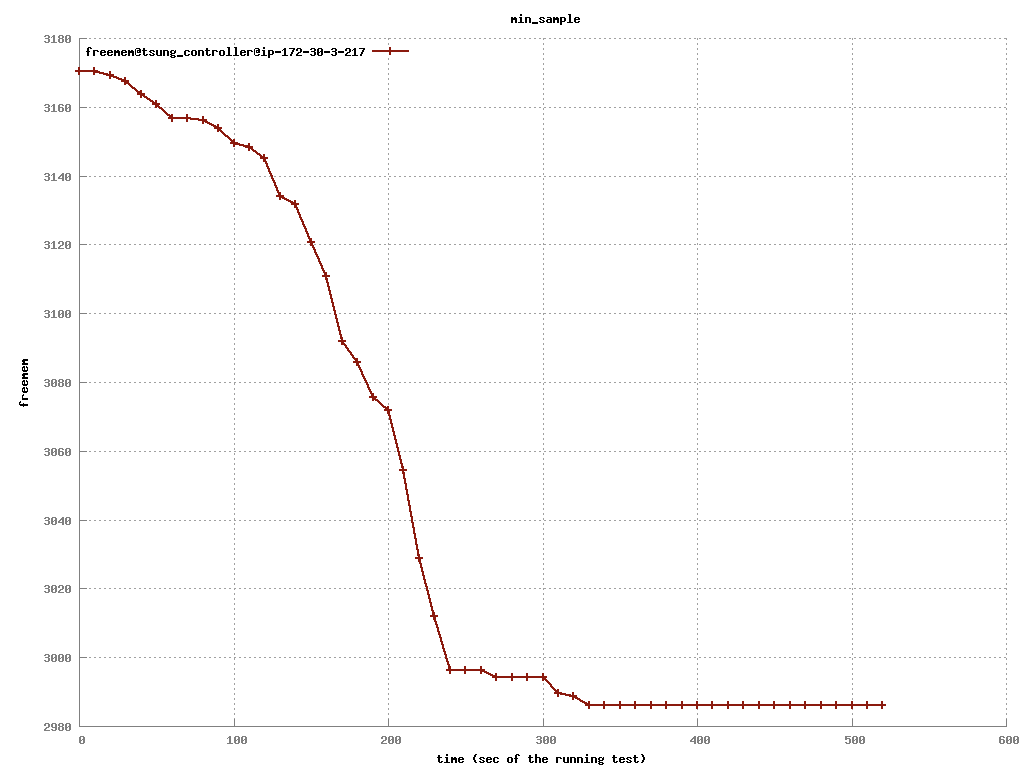 min_sample
freemem@tsung_controller@ip-172-30-3-217
3180
3160
3140
3120
3100
3080
3060
3040
3020
3000
2980
freemem
0 100 200 300 400 500 600
time (sec of the running test)